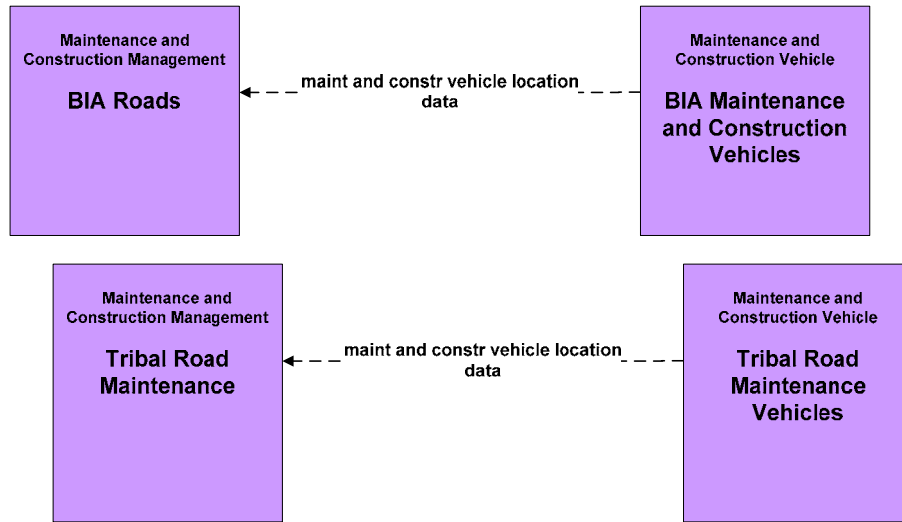 Maintenance and
Construction Management
BIA Roads
maint and constr vehicle location
data
Maintenance and
Construction Vehicle
BIA Maintenance
and Construction
Vehicles
Maintenance and
Construction Management
Tribal Road
Maintenance
maint and constr vehicle location
data
Maintenance and
Construction Vehicle
Tribal Road
Maintenance
Vehicles